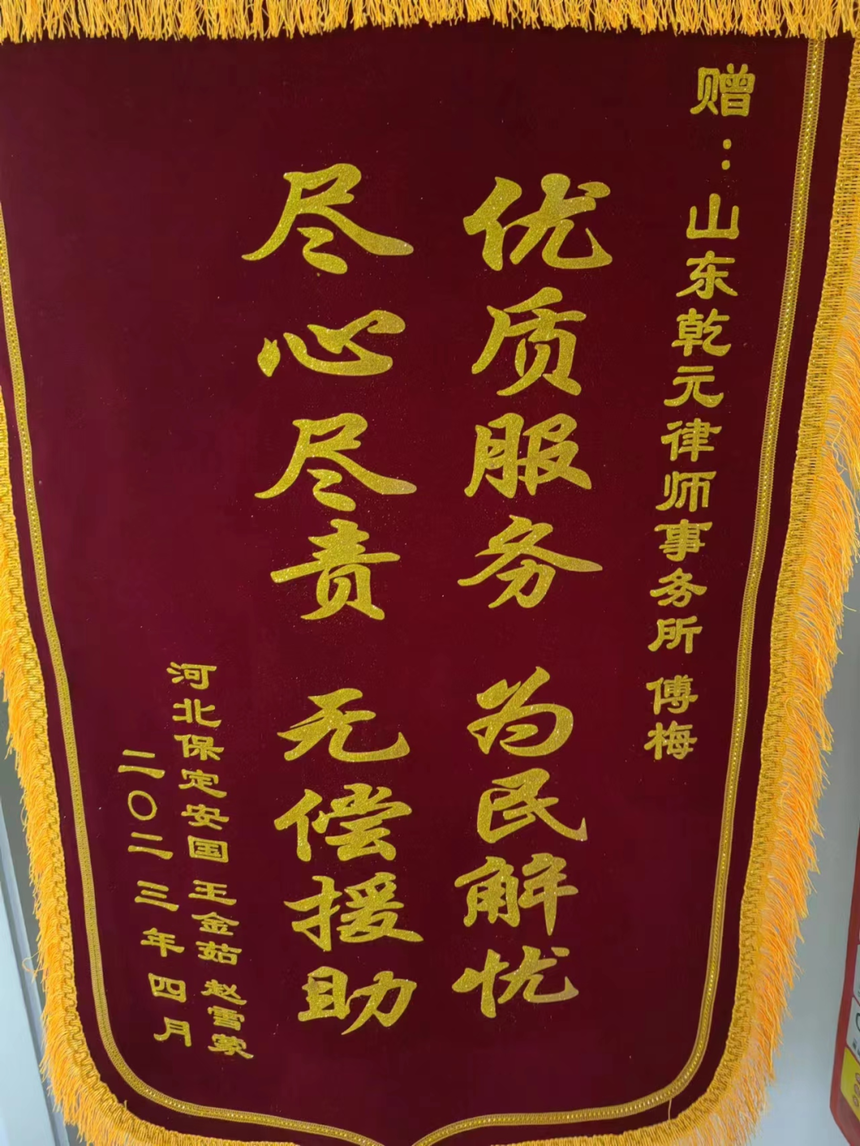 赠：山东乾元律师事务所 傅梅
优质服务 为民解忧
尽心尽责 无偿援助
河北保定安国 王金茹 赵雪蒙
二〇二三年四月